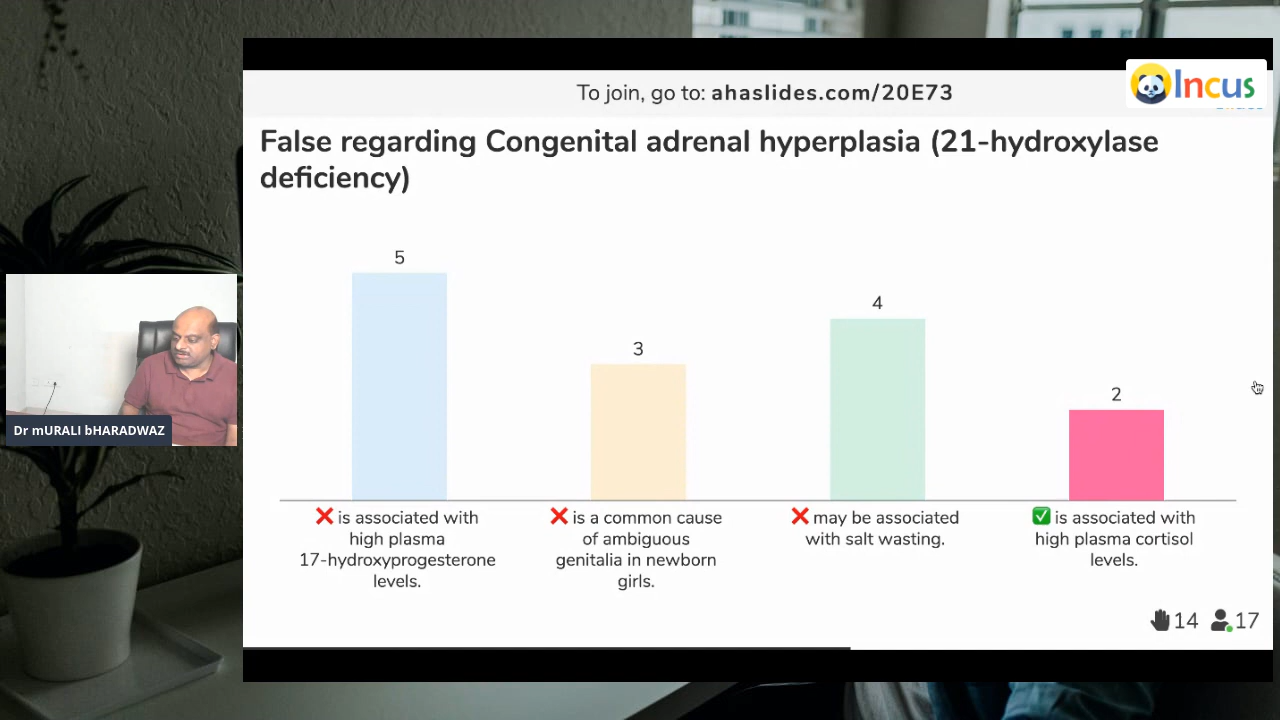 To join, go to: ahaslides.com/20E73
Incus
False regarding Congenital adrenal hyperplasia (21-hydroxylase
deficiency)
5
3
4
2
❌ is associated with
high plasma
17-hydroxyprogesterone
levels.
❌ is a common cause
of ambiguous
genitalia in newborn
girls.
❌ may be associated
with salt wasting.
✅ is associated with
high plasma cortisol
levels.
14
17
Dr mURALI bHARADWAZ